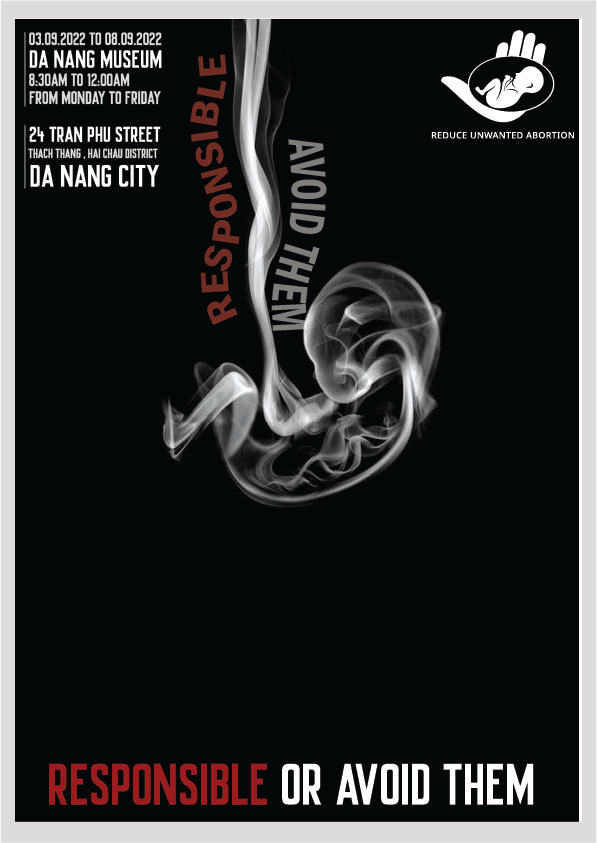 03.09.2022 TO 08.09.2022
DA NANG MUSEUM
8:30AM TO 12:00AM
FROM MONDAY TO FRIDAY
24 TRAN PHU STREET
THACH THANG , HAI CHAU DISTRICT
DA NANG CITY
REDUCE UNWANTED ABORTION
RESPONSIBLE
AVOID THEM
RESPONSIBLE OR AVOID THEM